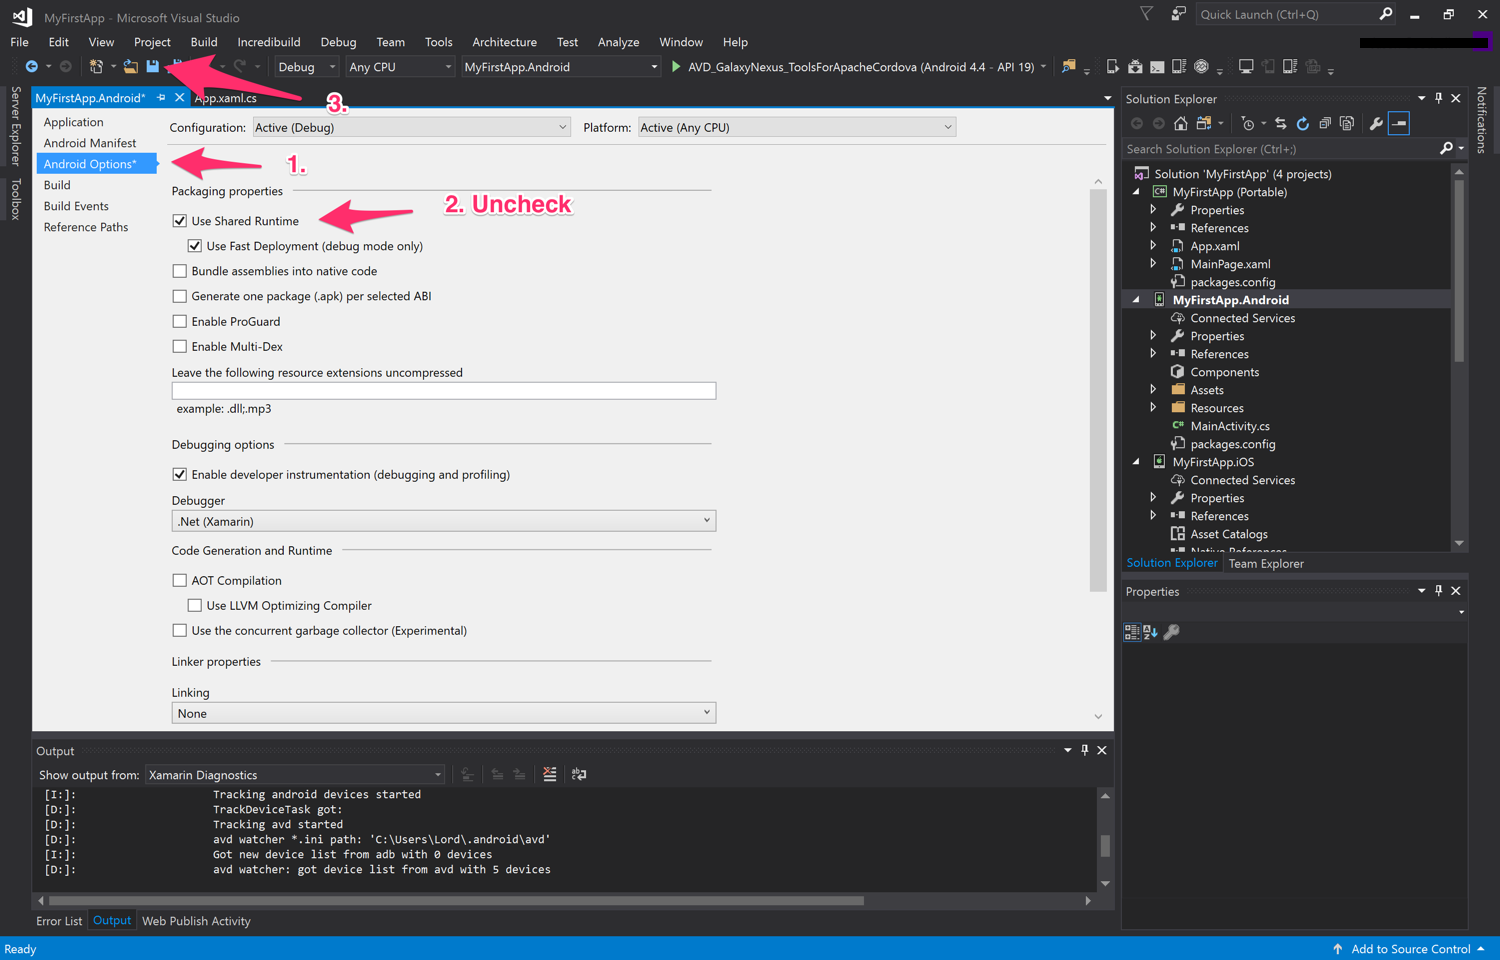 MyFirstApp - Microsoft Visual Studio
Quick Launch (Ctrl+Q)
File Edit View Project Build Incredibuild Debug Team Tools Architecture Test Analyze Window Help
Debug Any CPU MyFirstApp.Android AVD_GalaxyNexus_ToolsForApacheCordova (Android 4.4 - API 19)
Server Explorer
Toolbox
MyFirstApp.Android* App.xaml.cs
3.
Application
Android Manifest
Android Options*
Build
Build Events
Reference Paths
1.
Configuration: Active (Debug) Platform: Active (Any CPU)
Packaging properties
2. Uncheck
Use Shared Runtime
Use Fast Deployment (debug mode only)
Bundle assemblies into native code
Generate one package (.apk) per selected ABI
Enable ProGuard
Enable Multi-Dex
Leave the following resource extensions uncompressed
example: .dll;.mp3
Debugging options
Enable developer instrumentation (debugging and profiling)
Debugger
.Net (Xamarin)
Code Generation and Runtime
AOT Compilation
Use LLVM Optimizing Compiler
Use the concurrent garbage collector (Experimental)
Linker properties
Linking
None
Output
Show output from: Xamarin Diagnostics
[I:]: Tracking android devices started
[D:]: TrackDeviceTask got:
[D:]: Tracking avd started
[D:]: avd watcher *.ini path: 'C:\Users\Lord\.android\avd'
[I:]: Got new device list from adb with 0 devices
[D:]: avd watcher: got device list from avd with 5 devices
Error List Output Web Publish Activity
Solution Explorer
Search Solution Explorer (Ctrl+;)
Solution 'MyFirstApp' (4 projects)
C# MyFirstApp (Portable)
Properties
References
App.xaml
MainPage.xaml
packages.config
MyFirstApp.Android
Connected Services
Properties
References
Components
Assets
Resources
C# MainActivity.cs
packages.config
MyFirstApp.iOS
Connected Services
Properties
References
Asset Catalogs
Native References
Solution Explorer Team Explorer
Properties
Notifications
Ready
Add to Source Control